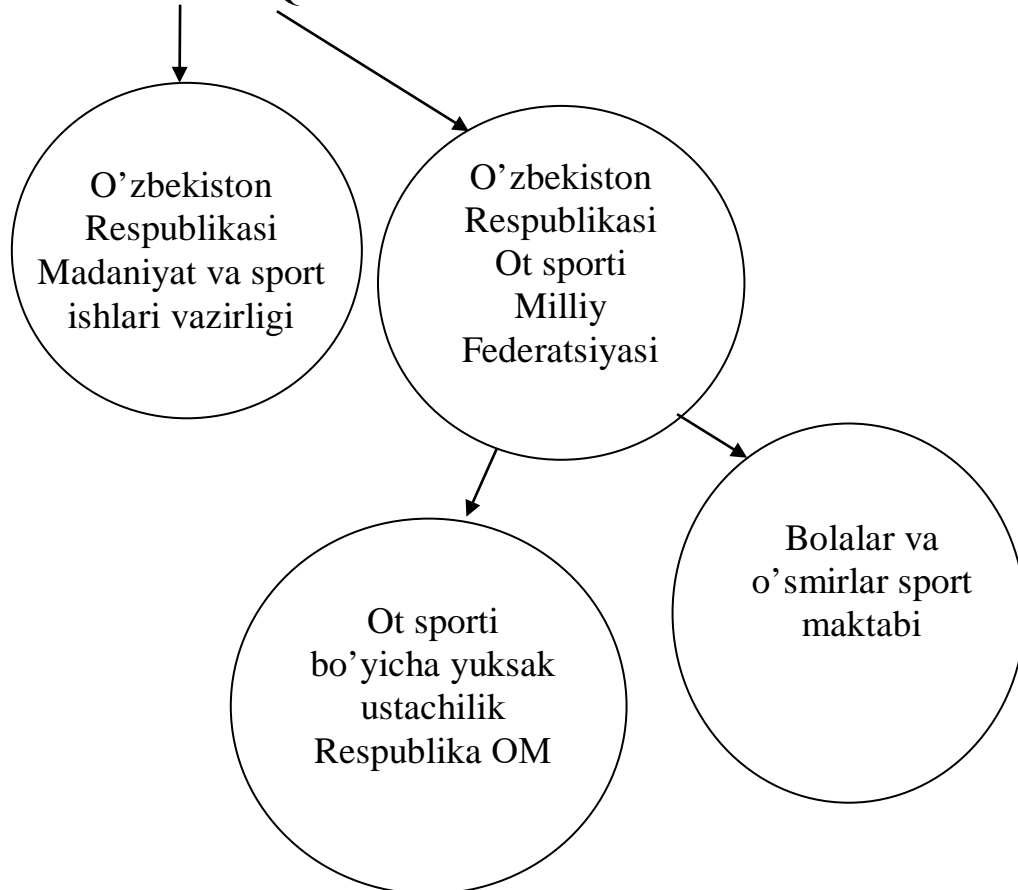 O’zbekiston
Respublikasi
Madaniyat va sport
ishlari vazirligi
O’zbekiston
Respublikasi
Ot sporti
Milliy
Federatsiyasi
Bolalar va
o’smirlar sport
maktabi
Ot sporti
bo’yicha yuksak
ustachilik
Respublika OM